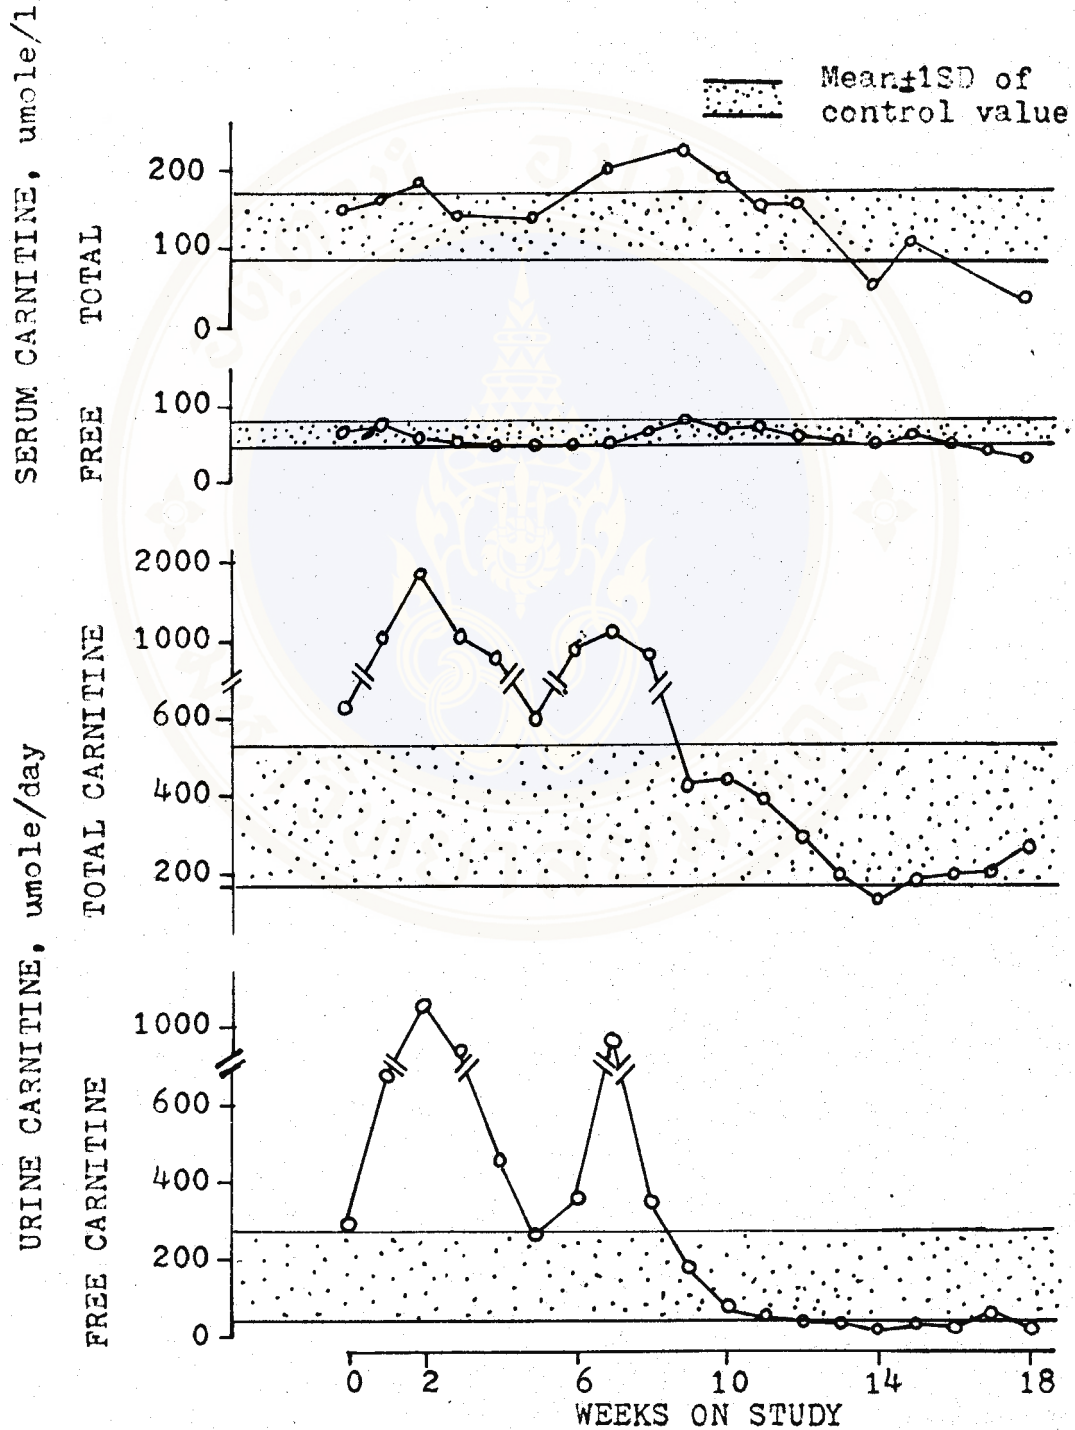 Mean±1SD of
control value
SERUM CARNITINE, umole/l
TOTAL
200
100
0
FREE
100
0
URINE CARNITINE, umole/day
TOTAL CARNITINE
2000
1000
600
400
200
FREE CARNITINE
1000
600
400
200
0
0 2 6 10 14 18
WEEKS ON STUDY